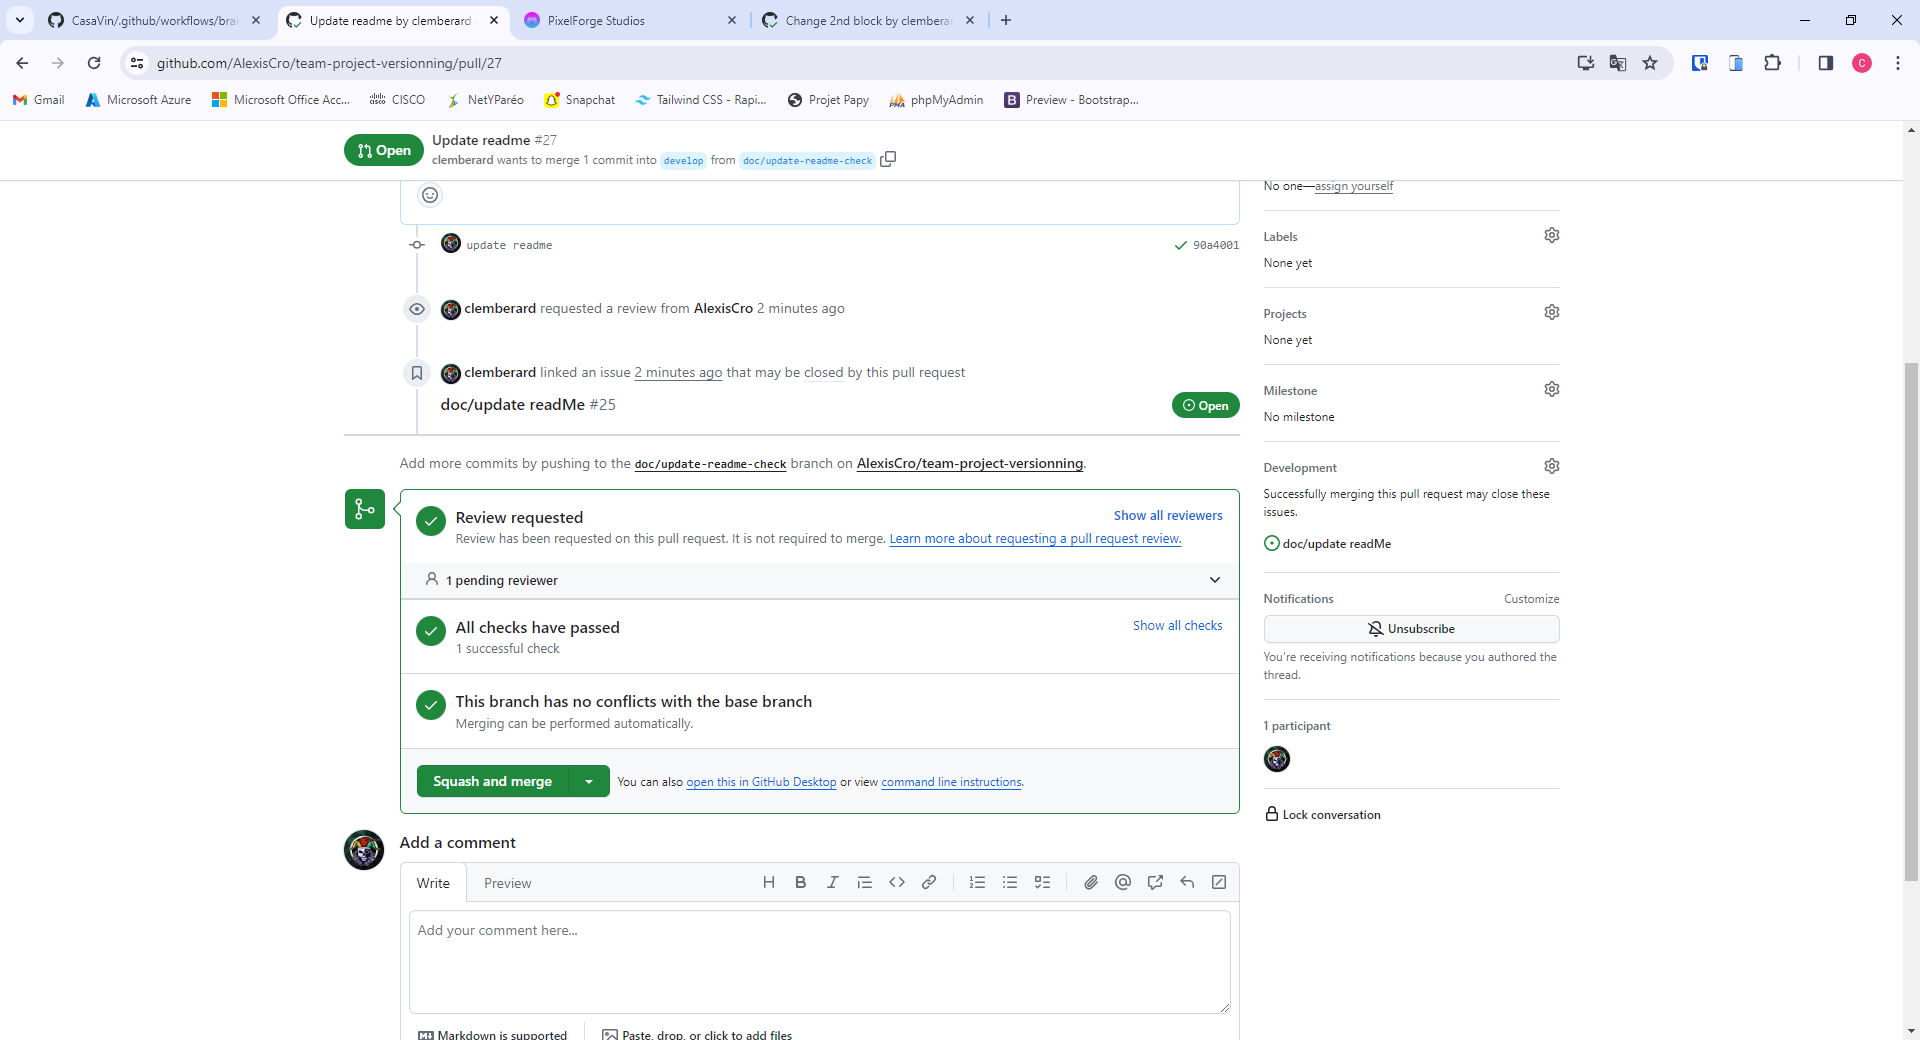 CasaVin/.github/workflows/bra
Update readme by clemberard
PixelForge Studios
Change 2nd block by clembera
github.com/AlexisCro/team-project-versionning/pull/27
C
Gmail
Microsoft Azure
Microsoft Office Acc...
CISCO
NetYParéo
Snapchat
Tailwind CSS - Rapi...
Projet Papy
phpMyAdmin
Preview - Bootstrap...
Open
Update readme #27
clemberard wants to merge 1 commit into develop from doc/update-readme-check
No one—assign yourself
update readme
90a4001
Labels
None yet
clemberard requested a review from AlexisCro 2 minutes ago
Projects
None yet
clemberard linked an issue 2 minutes ago that may be closed by this pull request
doc/update readMe #25
Open
Milestone
No milestone
Add more commits by pushing to the doc/update-readme-check branch on AlexisCro/team-project-versionning.
Development
Successfully merging this pull request may close these
issues.
doc/update readMe
Review requested
Show all reviewers
Review has been requested on this pull request. It is not required to merge. Learn more about requesting a pull request review.
1 pending reviewer
Notifications
Customize
Unsubscribe
You're receiving notifications because you authored the
thread.
All checks have passed
Show all checks
1 successful check
This branch has no conflicts with the base branch
Merging can be performed automatically.
1 participant
Squash and merge
You can also open this in GitHub Desktop or view command line instructions.
Lock conversation
Add a comment
Write
Preview
Add your comment here...
Markdown is supported
Paste, drop, or click to add files